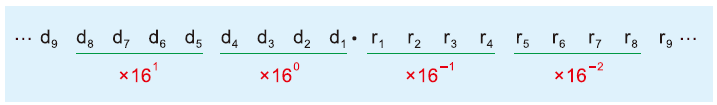 ··· d₉ d₈ d₇ d₆ d₅ d₄ d₃ d₂ d₁ • r₁ r₂ r₃ r₄ r₅ r₆ r₇ r₈ r₉ ···
×16¹ ×16⁰ ×16⁻¹ ×16⁻²